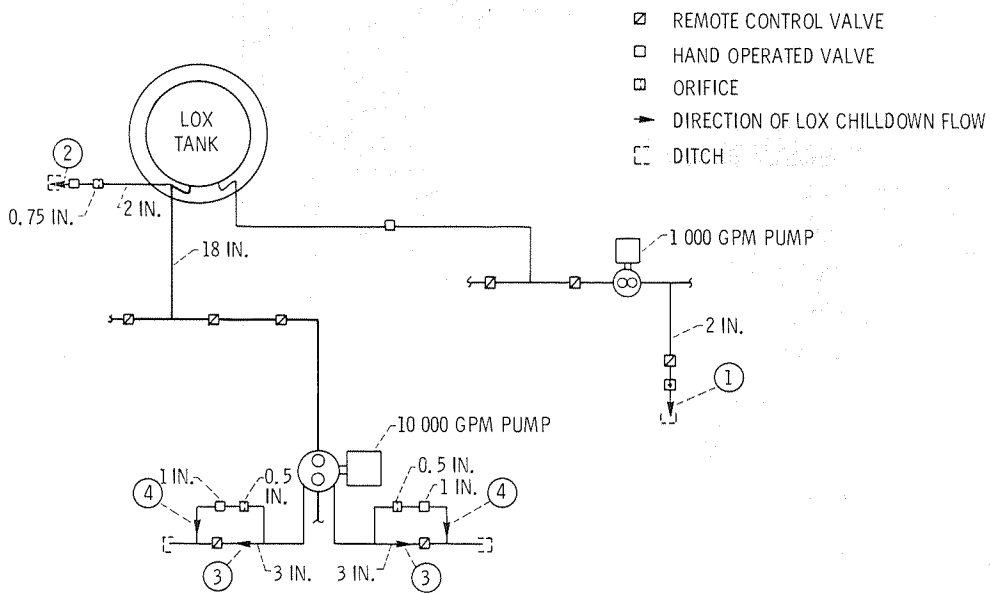 REMOTE CONTROL VALVE
HAND OPERATED VALVE
ORIFICE
DIRECTION OF LOX CHILLDOWN FLOW
DITCH
LOX
TANK
2
0.75 IN.
2 IN.
18 IN.
1 000 GPM PUMP
2 IN.
1
10 000 GPM PUMP
1 IN.
0.5
IN.
4
3
3 IN.
0.5 IN.
1 IN.
4
3 IN.
3